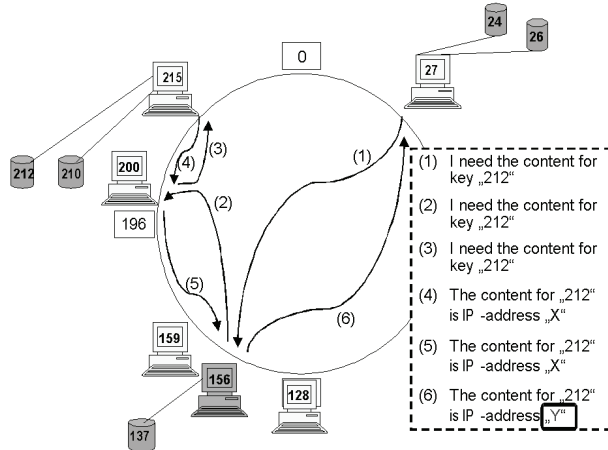 24
26
0
215
27
(4)
(3)
(1)
212
210
200
196
(2)
(5)
(6)
159
156
128
137
(1) I need the content for
key „212“
(2) I need the content for
key „212“
(3) I need the content for
key „212“
(4) The content for „212“
is IP -address „X“
(5) The content for „212“
is IP -address „X“
(6) The content for „212“
is IP -address „Y“